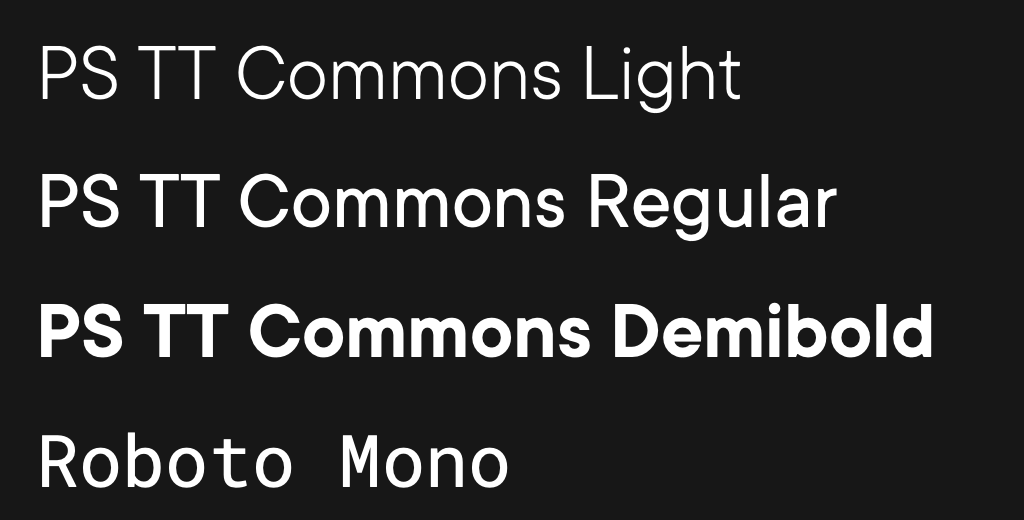 PS TT Commons Light
PS TT Commons Regular
PS TT Commons Demibold
Roboto Mono